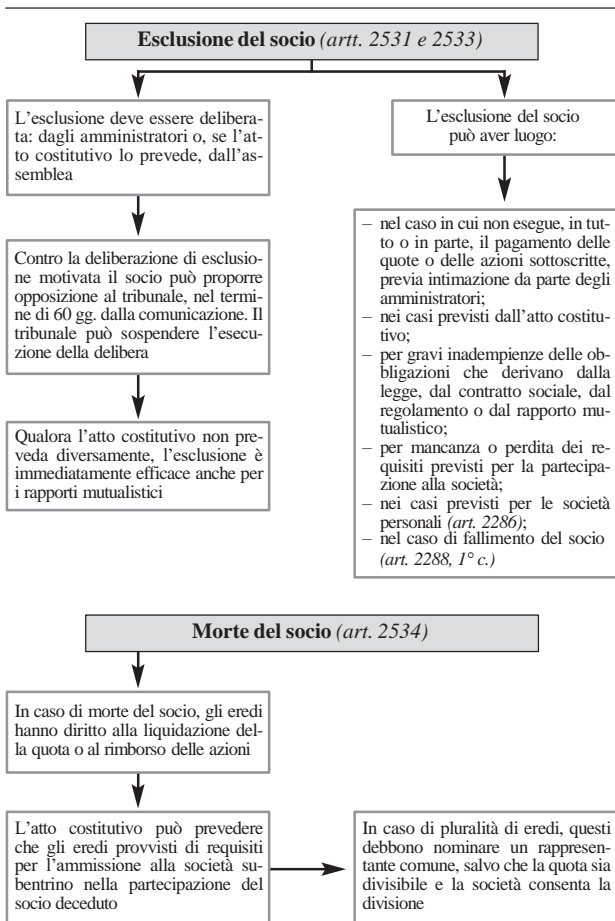 Esclusione del socio (artt. 2531 e 2533)
L'esclusione deve essere delibera-
ta: dagli amministratori o, se l'at-
to costitutivo lo prevede, dall'as-
semblea
Contro la deliberazione di esclusi-
one motivata il socio può proporre
opposizione al tribunale, nel termi-
ne di 60 gg. dalla comunicazione. Il
tribunale può sospendere l'esecu-
zione della delibera
Qualora l'atto costitutivo non pre-
veda diversamente, l'esclusione è
immediatamente efficace anche per
i rapporti mutualistici
L'esclusione del socio
può aver luogo:
– nel caso in cui non esegue, in tut-
to o in parte, il pagamento delle
quote o delle azioni sottoscritte,
previa intimazione da parte degli
amministratori;
– nei casi previsti dall'atto costitu-
tivo;
– per gravi inadempienze delle ob-
bligazioni che derivano dalla
legge, dal contratto sociale, dal
regolamento o dal rapporto mu-
tualistico;
– per mancanza o perdita dei re-
quisiti previsti per la partecipa-
zione alla società;
– nei casi previsti per le società
personali (art. 2286);
– nel caso di fallimento del socio
(art. 2288, 1° c.)
Morte del socio (art. 2534)
In caso di morte del socio, gli eredi
hanno diritto alla liquidazione del-
la quota o al rimborso delle azioni
L'atto costitutivo può prevedere
che gli eredi provvisti di requisiti
per l'ammissione alla società su-
bentrino nella partecipazione del
socio deceduto
In caso di pluralità di eredi, questi
debbono nominare un rappresen-
tante comune, salvo che la quota sia
divisibile e la società consenta la
divisione